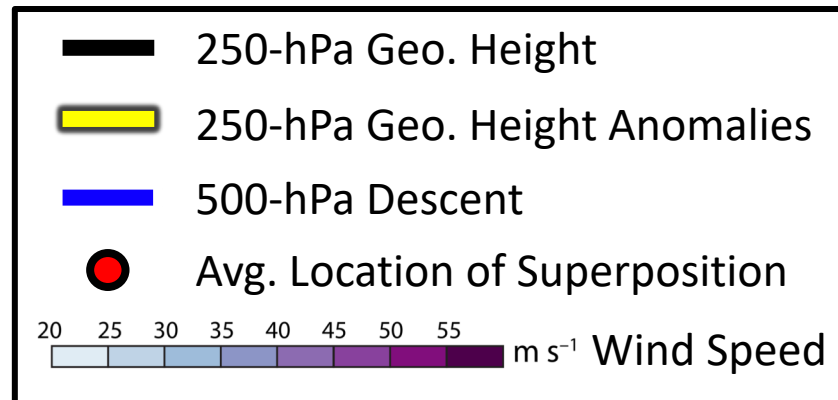 250-hPa Geo. Height
250-hPa Geo. Height Anomalies
500-hPa Descent
Avg. Location of Superposition
20 25 30 35 40 45 50 55
m s⁻¹ Wind Speed